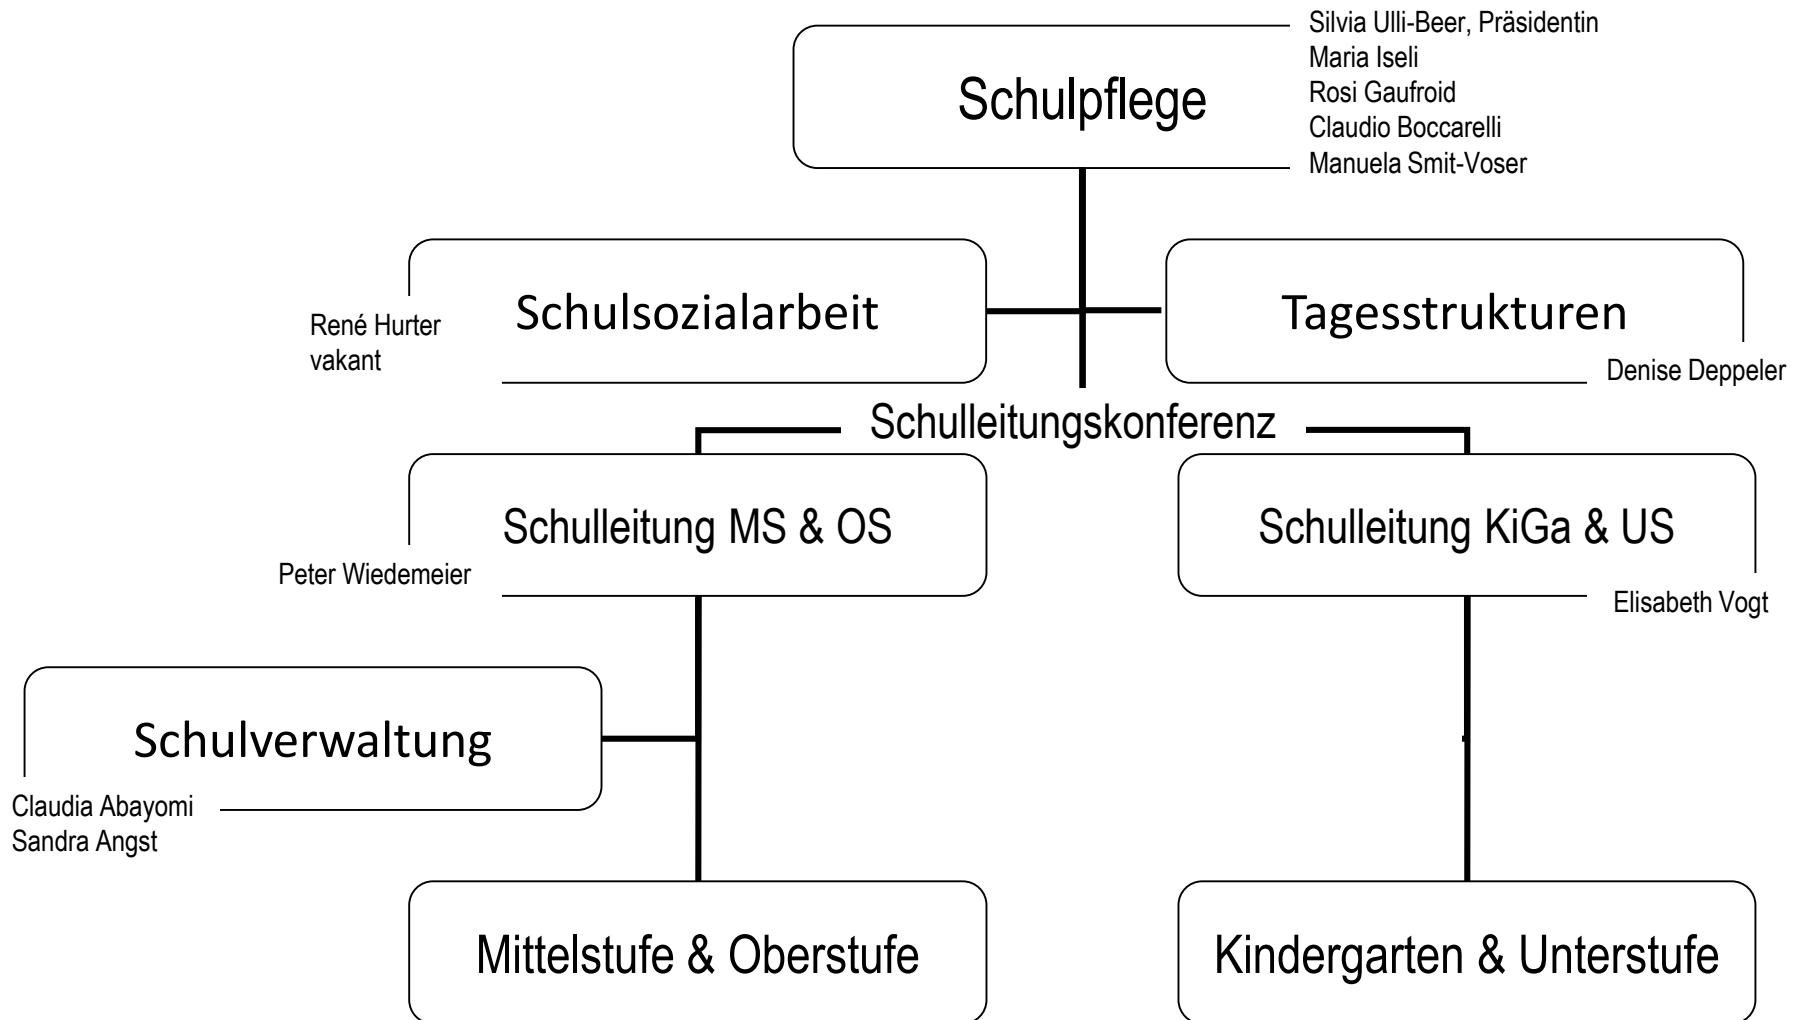 Schulpflege
Silvia Ulli-Beer, Präsidentin
Maria Iseli
Rosi Gaufroid
Claudio Boccarelli
Manuela Smit-Voser
Schulsozialarbeit
René Hurter
vakant
Tagesstrukturen
Denise Deppeler
Schulleitungskonferenz
Schulleitung MS & OS
Peter Wiedemeier
Schulleitung KiGa & US
Elisabeth Vogt
Schulverwaltung
Claudia Abayomi
Sandra Angst
Mittelstufe & Oberstufe
Kindergarten & Unterstufe